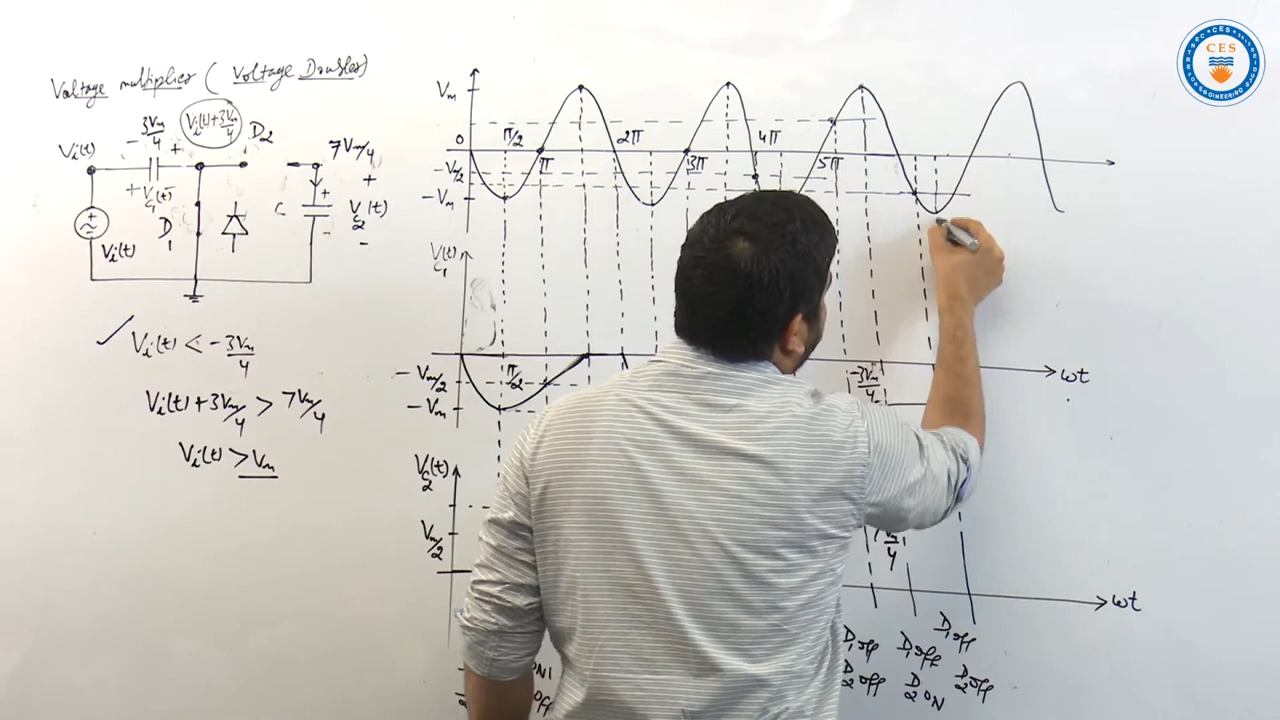 Voltage multiplier ( Voltage Doubler)
Vi(t)+3Vm/4
3Vm/4
- +
D2
Vi(t)
+ VC1(t) -
D1
Vi(t)
C
7Vm/4
+
VC2(t)
-
✓ Vi(t) < -3Vm/4
Vi(t)+3Vm/4 > 7Vm/4
Vi(t) > Vm
Vm
0
π/2
π
2π
3π
4π
5π
-Vm/2
-Vm
VC1(t)
-Vm/2
-Vm
π/2
-3Vm/4
ωt
VC2(t)
Vm/2
ωt
D1 off D1 off D1 off
D2 off D2 ON D2 off
CES